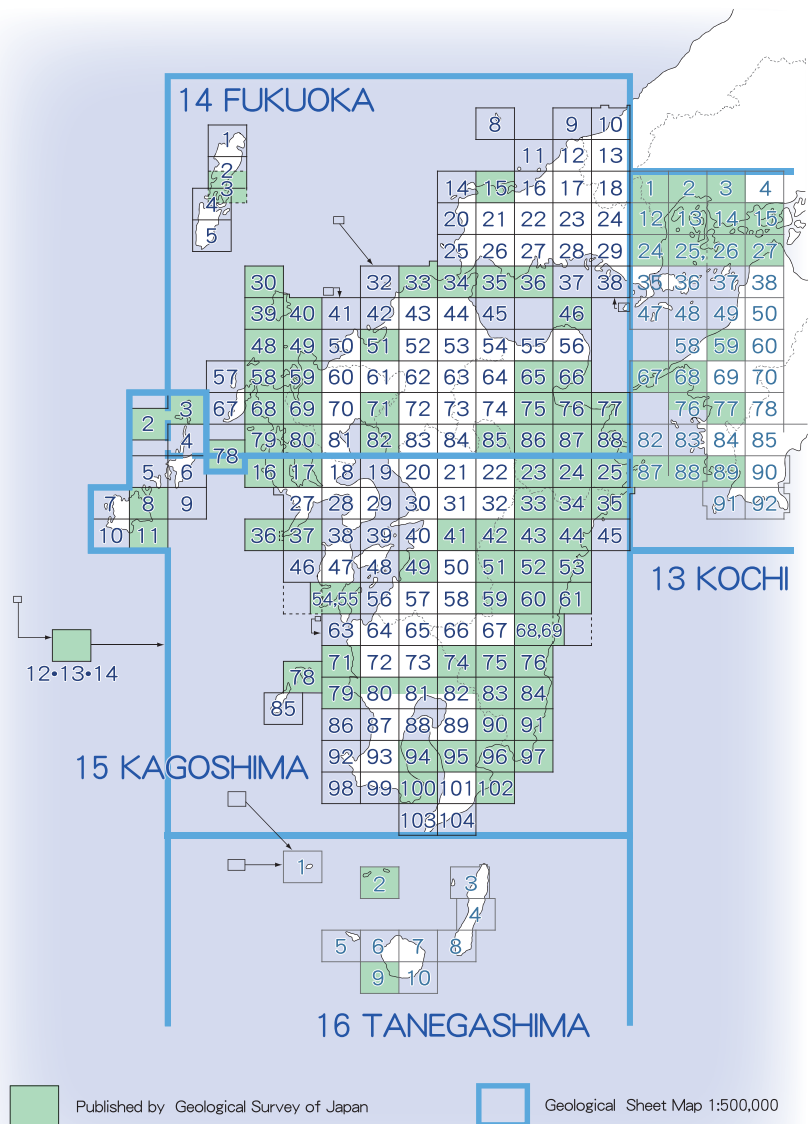 14 FUKUOKA
8 9 10
1 11 12 13
2
3 14 15 16 17 18 1 2 3 4
4 20 21 22 23 24 12 13 14 15
5 25 26 27 28 29 24 25, 26 27
30 32 33 34 35 36 37 38 35 36 37 38
39 40 41 42 43 44 45 46 47 48 49 50
48 49 50 51 52 53 54 55 56 58 59 60
57 58 59 60 61 62 63 64 65 66 67 68 69 70
2 3 67 68 69 70 71 72 73 74 75 76 77 76 77 78
4 78 79 80 81 82 83 84 85 86 87 88 82 83 84 85
5 6 16 17 18 19 20 21 22 23 24 25 87 88 89 90
7 8 9 27 28 29 30 31 32 33 34 35 91 92
10 11 36 37 38 39 40 41 42 43 44 45
46 47 48 49 50 51 52 53
13 KOCHI
54,55 56 57 58 59 60 61
63 64 65 66 67 68,69
12•13•14
71 72 73 74 75 76
78 79 80 81 82 83 84
85 86 87 88 89 90 91
15 KAGOSHIMA
92 93 94 95 96 97
98 99 100 101 102
103 104
1 2 3
4
5 6 7 8
9 10
16 TANEGASHIMA
Published by Geological Survey of Japan
Geological Sheet Map 1:500,000